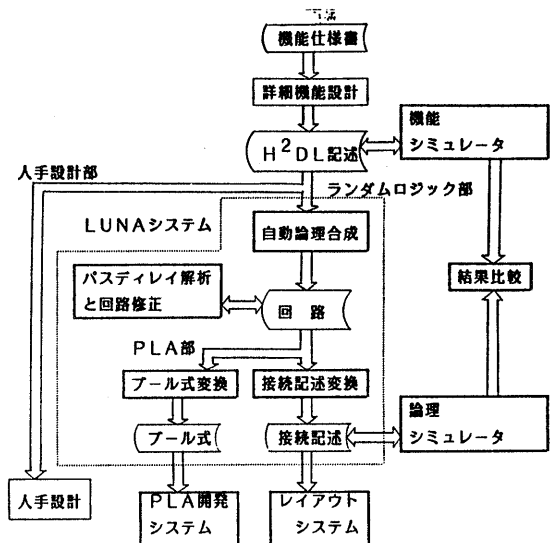 機能仕様書
詳細機能設計
H²DL記述
機能
シミュレータ
人手設計部
ランダムロジック部
LUNAシステム
自動論理合成
結果比較
パスディレイ解析
と回路修正
回 路
PLA部
ブール式変換
接続記述変換
論理
シミュレータ
ブール式
接続記述
人手設計
PLA開発
システム
レイアウト
システム